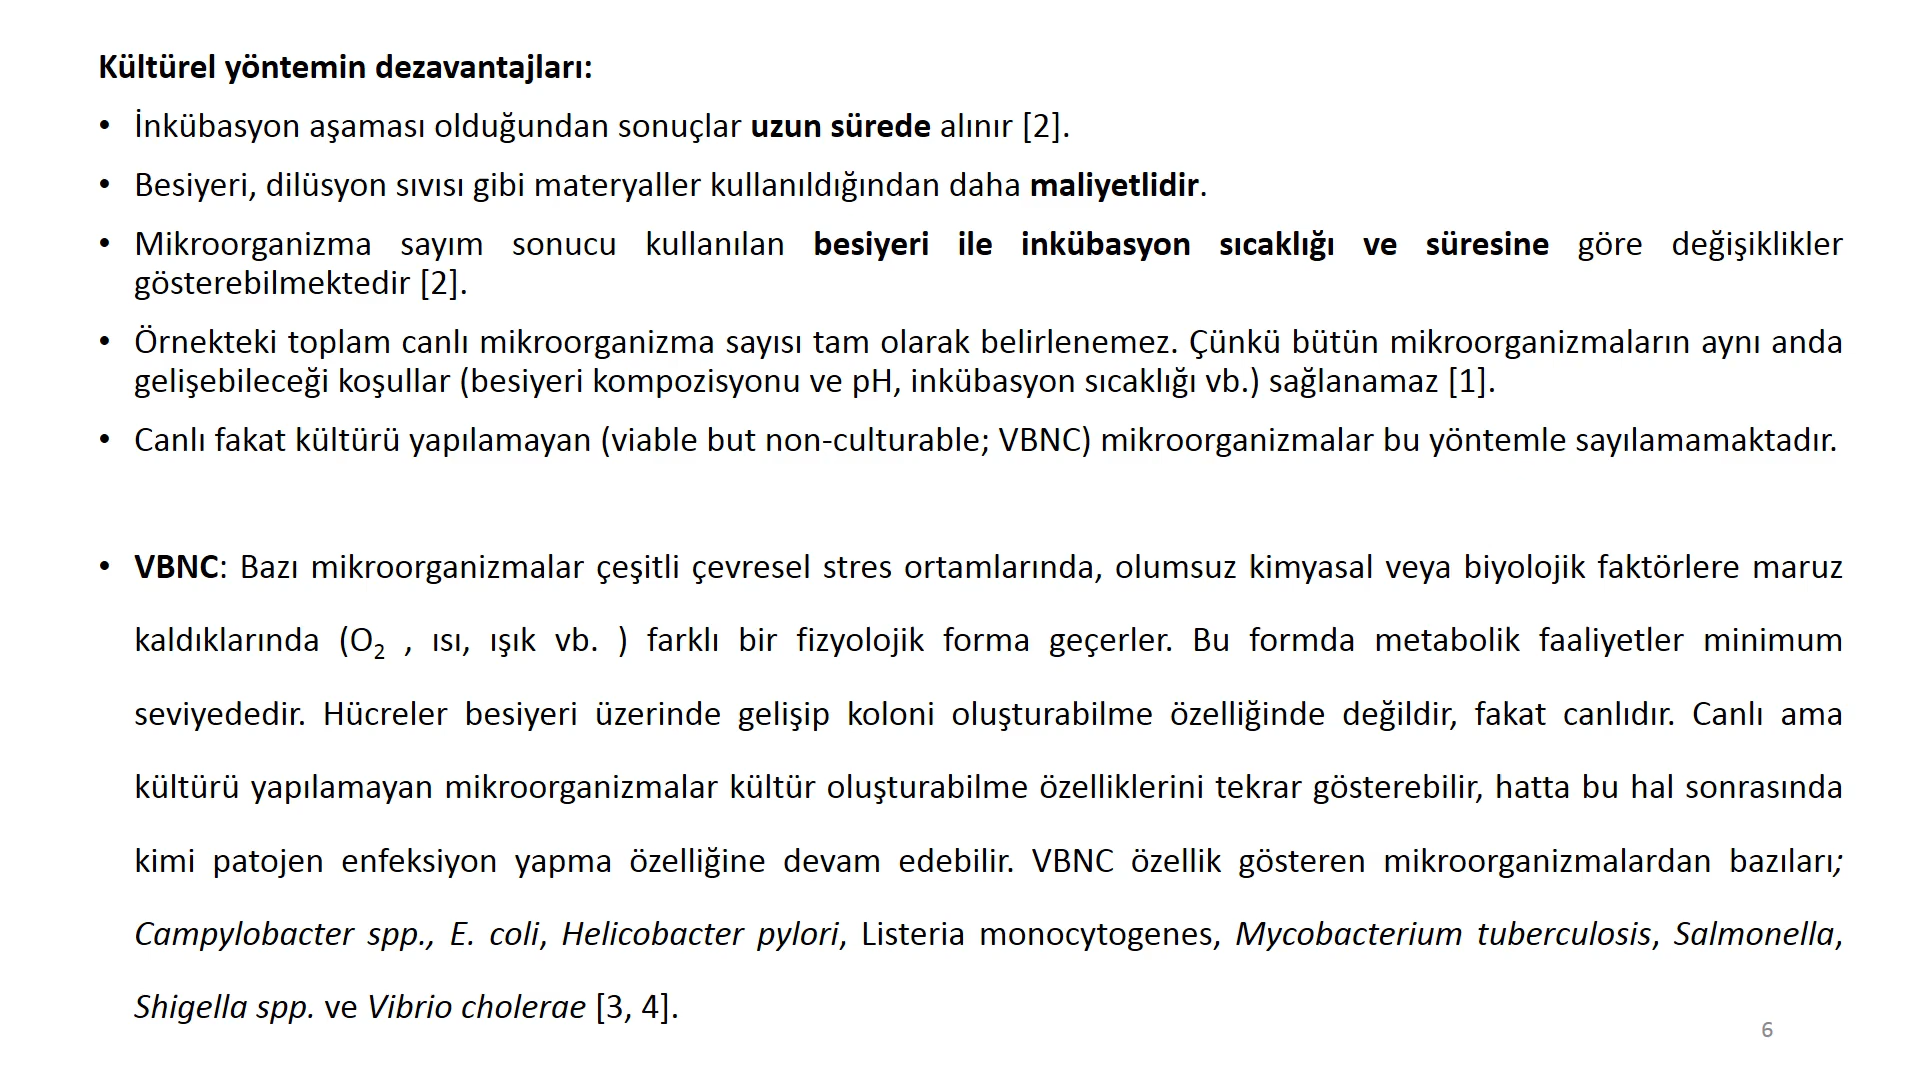 Kültürel yöntemin dezavantajları:
• İnkübasyon aşaması olduğundan sonuçlar uzun sürede alınır [2].
• Besiyeri, dilüsyon sıvısı gibi materyaller kullanıldığından daha maliyetlidir.
• Mikroorganizma sayım sonucu kullanılan besiyeri ile inkübasyon sıcaklığı ve süresine göre değişiklikler
gösterebilmektedir [2].
• Örnekteki toplam canlı mikroorganizma sayısı tam olarak belirlenemez. Çünkü bütün mikroorganizmaların aynı anda
gelişebileceği koşullar (besiyeri kompozisyonu ve pH, inkübasyon sıcaklığı vb.) sağlanamaz [1].
• Canlı fakat kültürü yapılamayan (viable but non-culturable; VBNC) mikroorganizmalar bu yöntemle sayılamamaktadır.
• VBNC: Bazı mikroorganizmalar çeşitli çevresel stres ortamlarında, olumsuz kimyasal veya biyolojik faktörlere maruz
kaldıklarında (O₂ , ısı, ışık vb. ) farklı bir fizyolojik forma geçerler. Bu formda metabolik faaliyetler minimum
seviyededir. Hücreler besiyeri üzerinde gelişip koloni oluşturabilme özelliğinde değildir, fakat canlıdır. Canlı ama
kültürü yapılamayan mikroorganizmalar kültür oluşturabilme özelliklerini tekrar gösterebilir, hatta bu hal sonrasında
kimi patojen enfeksiyon yapma özelliğine devam edebilir. VBNC özellik gösteren mikroorganizmalardan bazıları;
Campylobacter spp., E. coli, Helicobacter pylori, Listeria monocytogenes, Mycobacterium tuberculosis, Salmonella,
Shigella spp. ve Vibrio cholerae [3, 4].
6